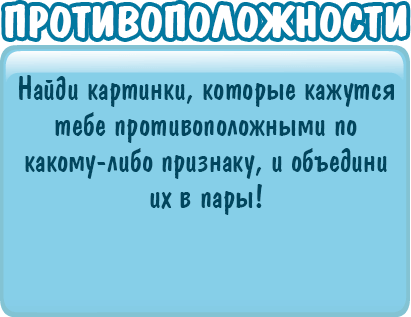 ПРОТИВОПОЛОЖНОСТИ
Найди картинки, которые кажутся
тебе противоположными по
какому-либо признаку, и объедини
их в пары!